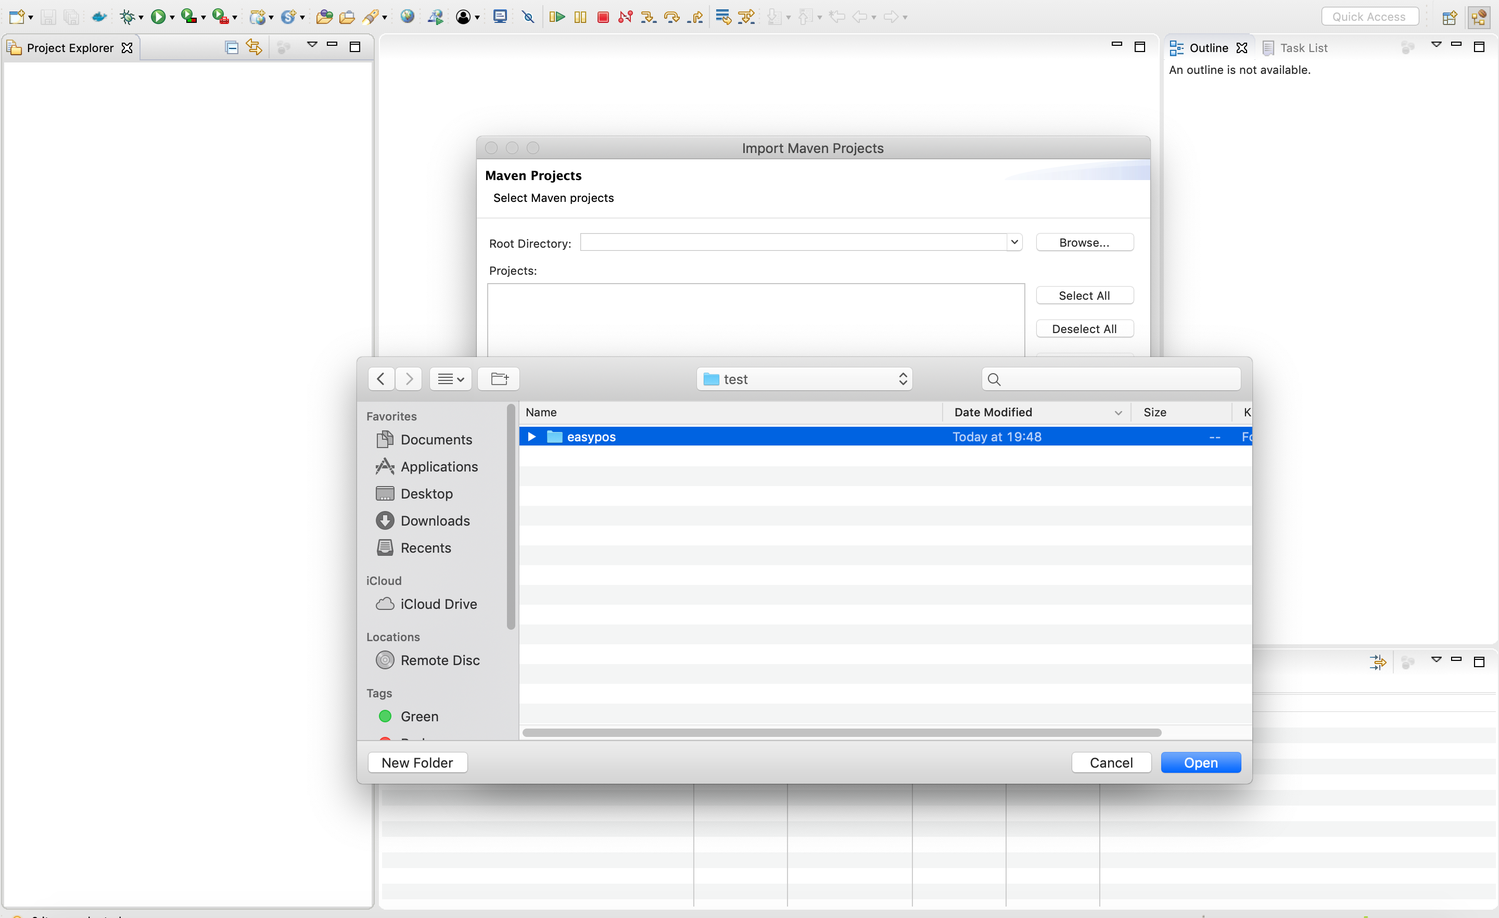 Quick Access
Project Explorer
Outline
Task List
An outline is not available.
Import Maven Projects
Maven Projects
Select Maven projects
Root Directory:
Browse...
Projects:
Select All
Deselect All
test
Favorites
Documents
Applications
Desktop
Downloads
Recents
iCloud
iCloud Drive
Locations
Remote Disc
Tags
Green
Name
Date Modified
Size
K
easypos
Today at 19:48
--
Fo
New Folder
Cancel
Open